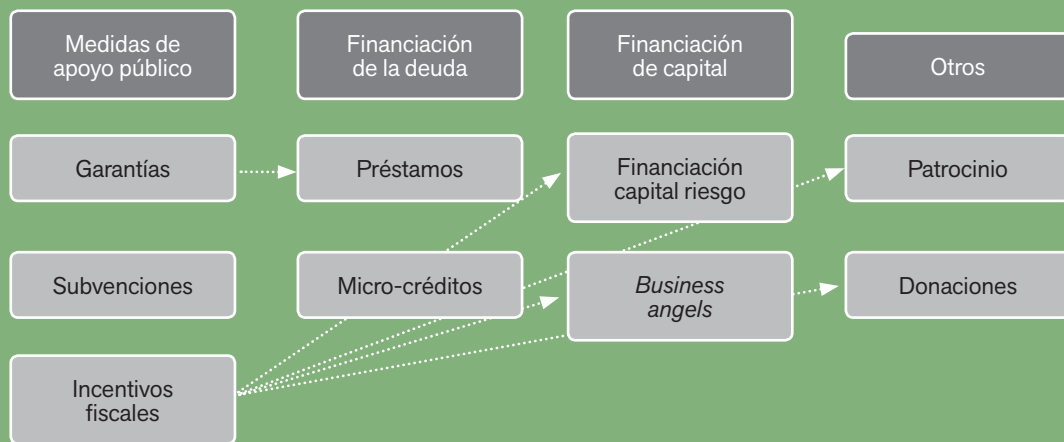 Medidas de
apoyo público
Financiación
de la deuda
Financiación
de capital
Otros
Garantías
Préstamos
Financiación
capital riesgo
Patrocinio
Subvenciones
Micro-créditos
Business
angels
Donaciones
Incentivos
fiscales